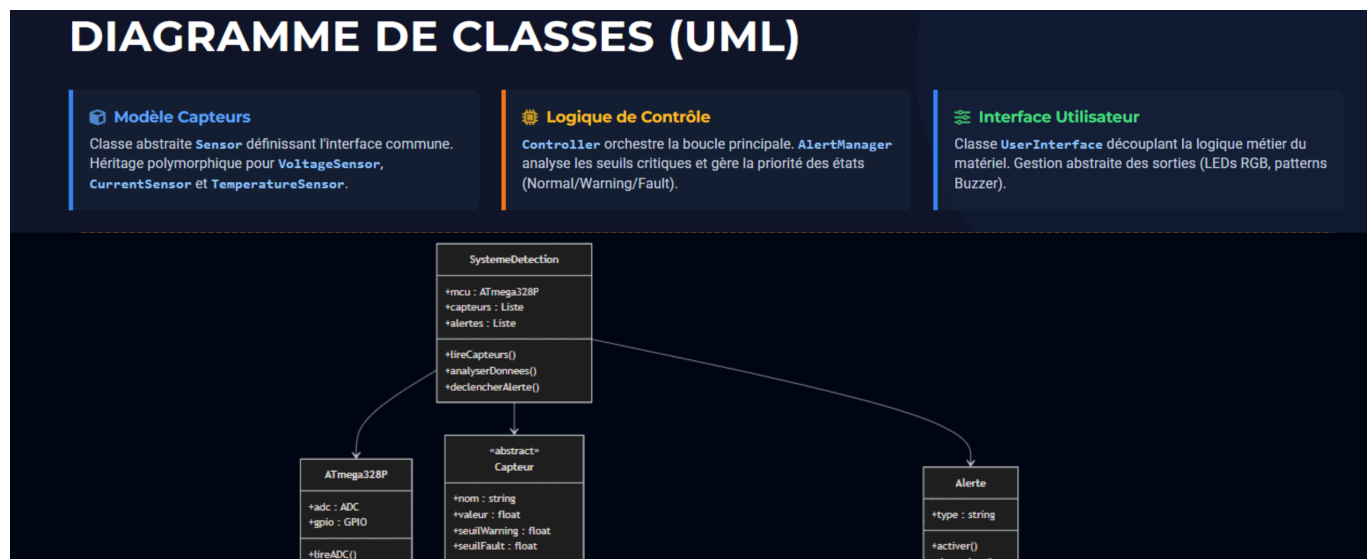 DIAGRAMME DE CLASSES (UML)
Modèle Capteurs
Classe abstraite Sensor définissant l'interface commune.
Héritage polymorphique pour VoltageSensor,
CurrentSensor et TemperatureSensor.
Logique de Contrôle
Controller orchestre la boucle principale. AlertManager
analyse les seuils critiques et gère la priorité des états
(Normal/Warning/Fault).
Interface Utilisateur
Classe UserInterface découplant la logique métier du
matériel. Gestion abstraite des sorties (LEDs RGB, patterns
Buzzer).
SystemeDetection
+mcu : ATmega328P
+capteurs : Liste
+alertes : Liste
+lireCapteurs()
+analyserDonnees()
+declencherAlerte()
ATmega328P
+adc : ADC
+gpio : GPIO
+lireADC()
«abstract»
Capteur
+nom : string
+valeur : float
+seuilWarning : float
+seuilFault : float
Alerte
+type : string
+activer()